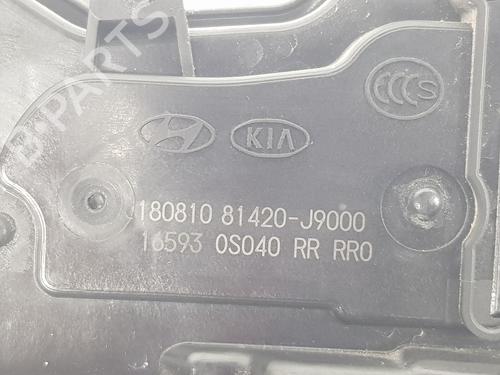 CCC S
KIA
180810 81420-J9000
16593 0S040 RR RR0
B-PARTS